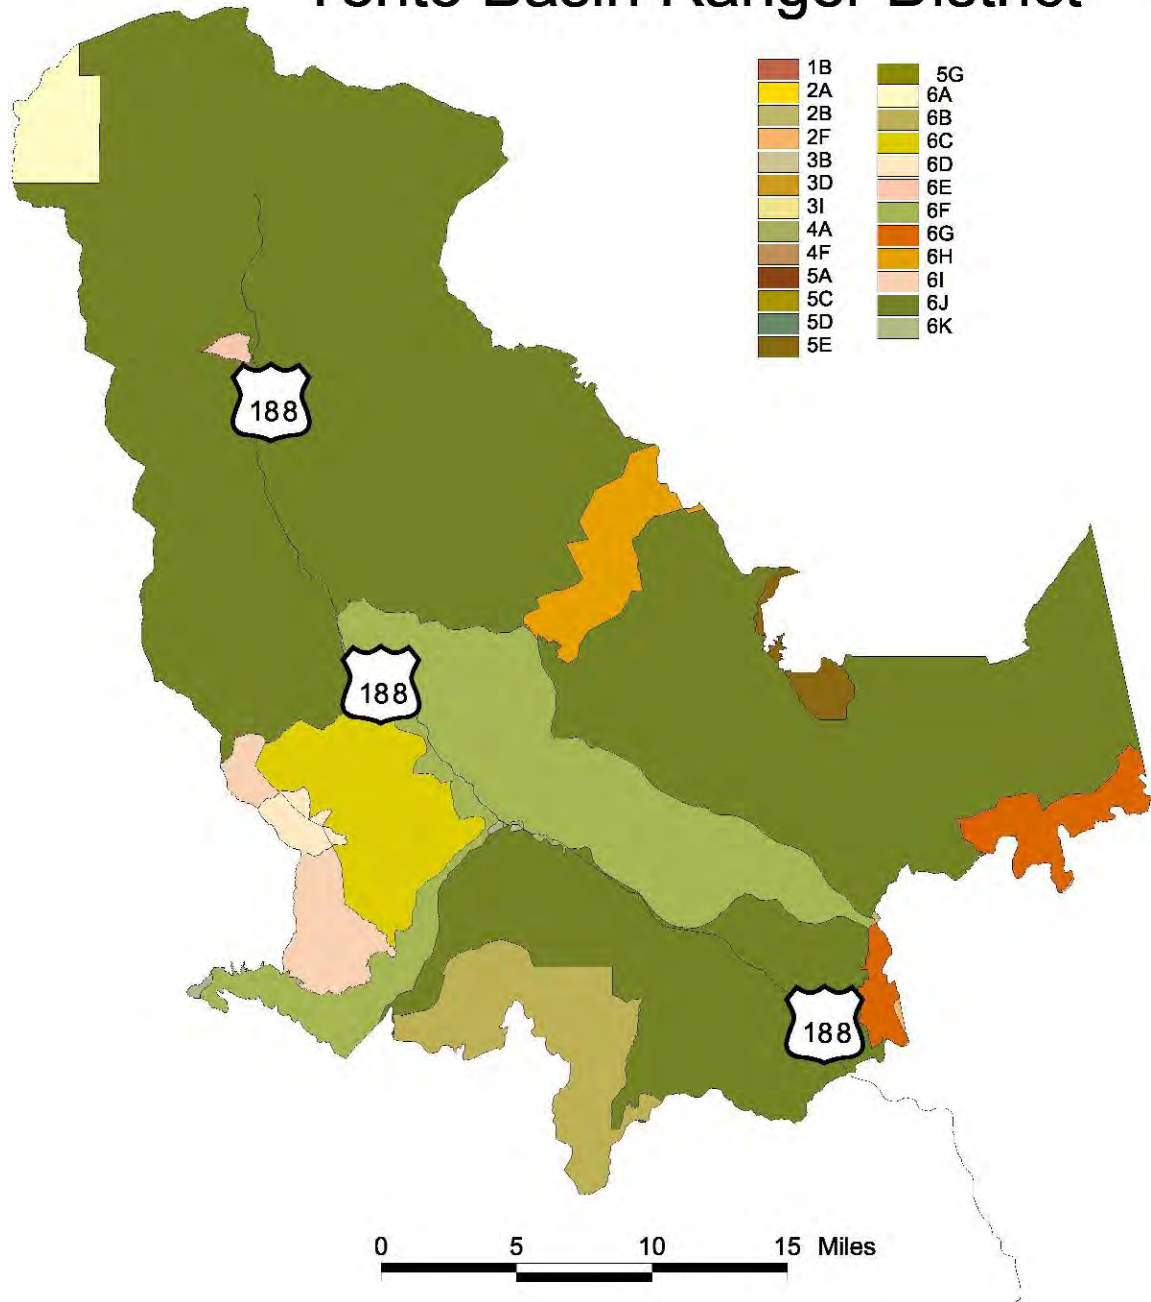 Tonto Basin Ranger District
1B
2A
2B
2F
3B
3D
3I
4A
4F
5A
5C
5D
5E
5G
6A
6B
6C
6D
6E
6F
6G
6H
6I
6J
6K
188
188
188
0 5 10 15 Miles